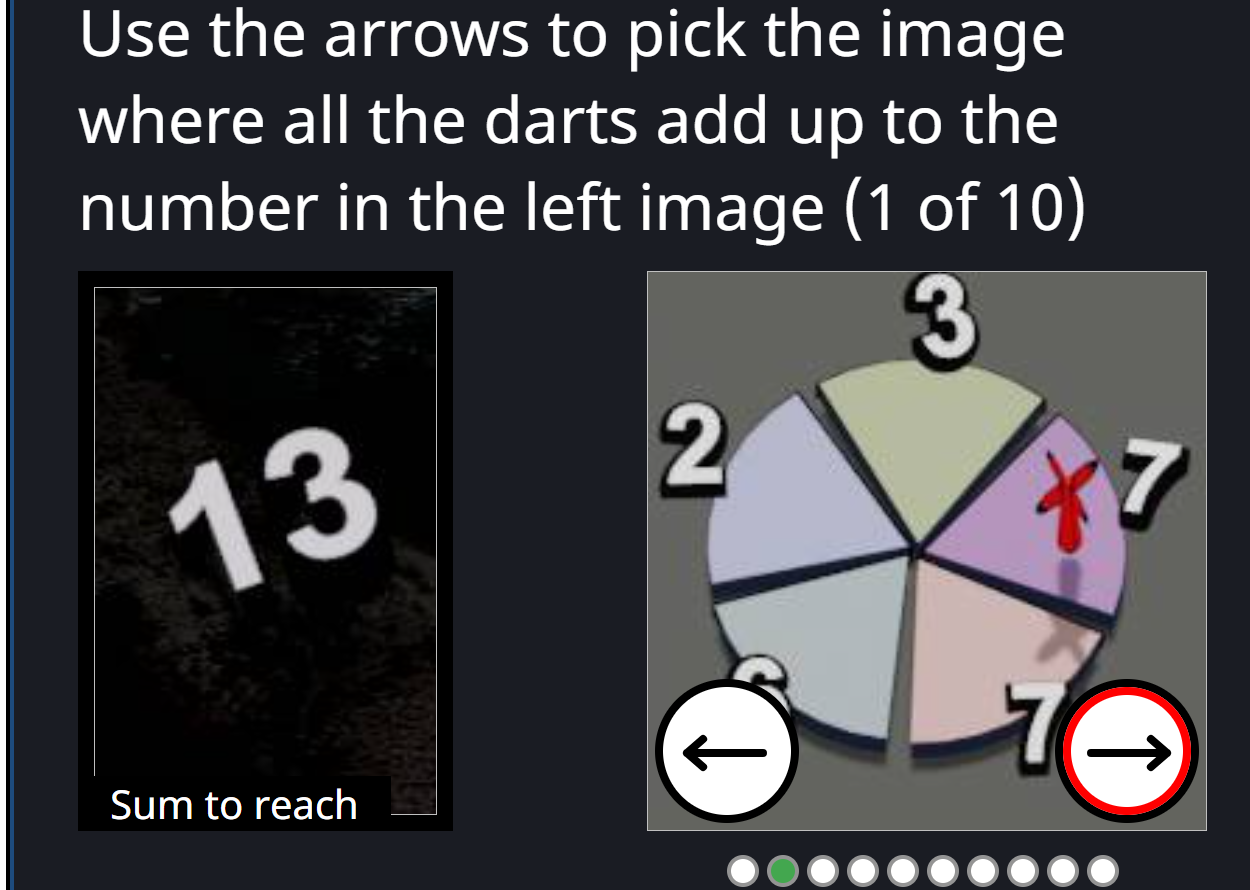 Use the arrows to pick the image
where all the darts add up to the
number in the left image (1 of 10)
13
Sum to reach
3
2
7
6
7